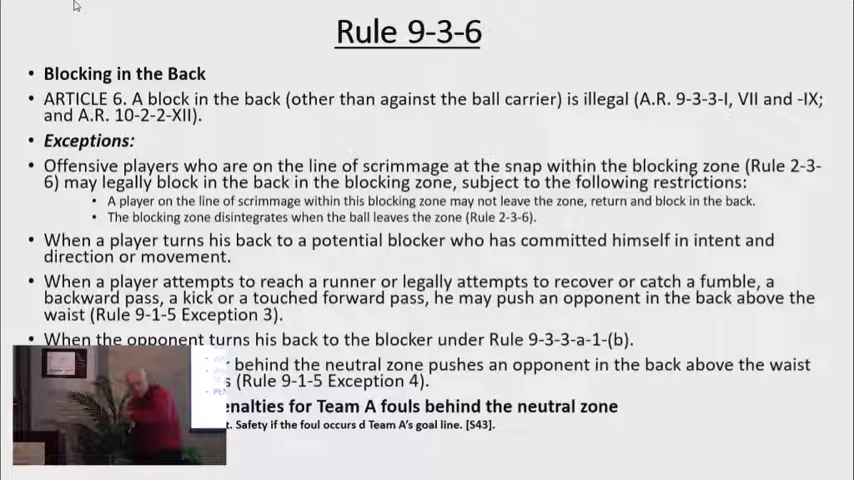 Rule 9-3-6
• Blocking in the Back
• ARTICLE 6. A block in the back (other than against the ball carrier) is illegal (A.R. 9-3-3-I, VII and -IX;
and A.R. 10-2-2-XII).
• Exceptions:
• Offensive players who are on the line of scrimmage at the snap within the blocking zone (Rule 2-3-
6) may legally block in the back in the blocking zone, subject to the following restrictions:
• A player on the line of scrimmage within this blocking zone may not leave the zone, return and block in the back.
• The blocking zone disintegrates when the ball leaves the zone (Rule 2-3-6).
• When a player turns his back to a potential blocker who has committed himself in intent and
direction or movement.
• When a player attempts to reach a runner or legally attempts to recover or catch a fumble, a
backward pass, a kick or a touched forward pass, he may push an opponent in the back above the
waist (Rule 9-1-5 Exception 3).
• When the opponent turns his back to the blocker under Rule 9-3-3-a-1-(b).
behind the neutral zone pushes an opponent in the back above the waist
(Rule 9-1-5 Exception 4).
enalties for Team A fouls behind the neutral zone
t. Safety if the foul occurs d Team A's goal line. [S43].